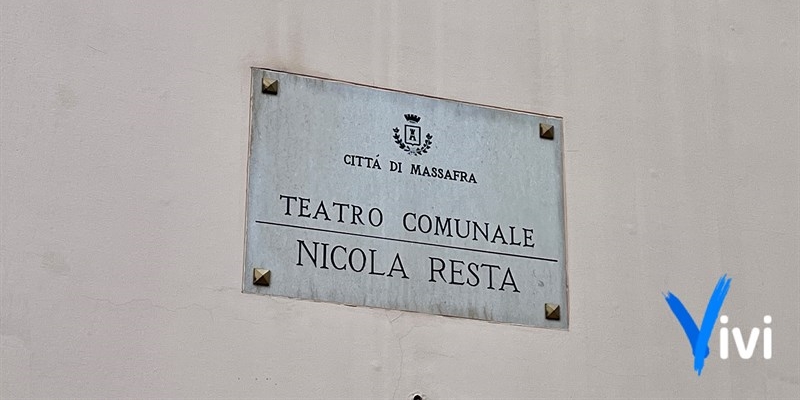 CITTÁ DI MASSAFRA
TEATRO COMUNALE
NICOLA RESTA
Vivi